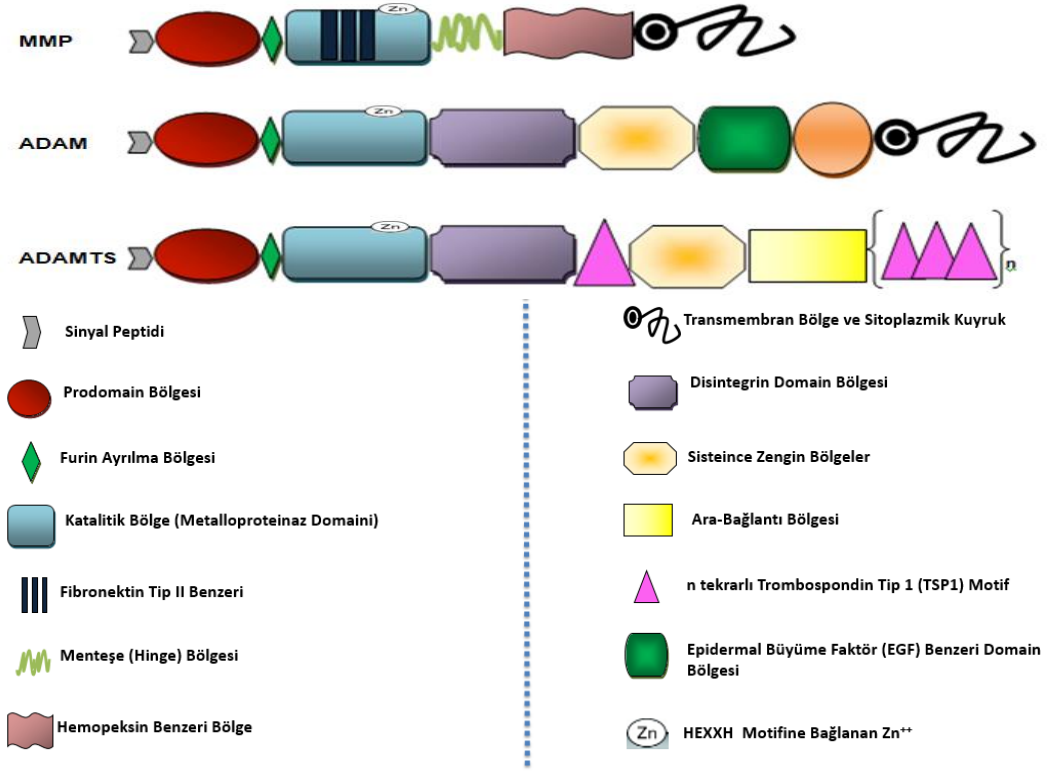 MMP
Zn
ADAM
Zn
ADAMTS
Zn
n
Sinyal Peptidi
Prodomain Bölgesi
Furin Ayrılma Bölgesi
Katalitik Bölge (Metalloproteinaz Domaini)
Fibronektin Tip II Benzeri
Menteşe (Hinge) Bölgesi
Hemopeksin Benzeri Bölge
Transmembran Bölge ve Sitoplazmik Kuyruk
Disintegrin Domain Bölgesi
Sisteince Zengin Bölgeler
Ara-Bağlantı Bölgesi
n tekrarlı Trombospondin Tip 1 (TSP1) Motif
Epidermal Büyüme Faktör (EGF) Benzeri Domain
Bölgesi
Zn
HEXXH Motifine Bağlanan Zn⁺⁺